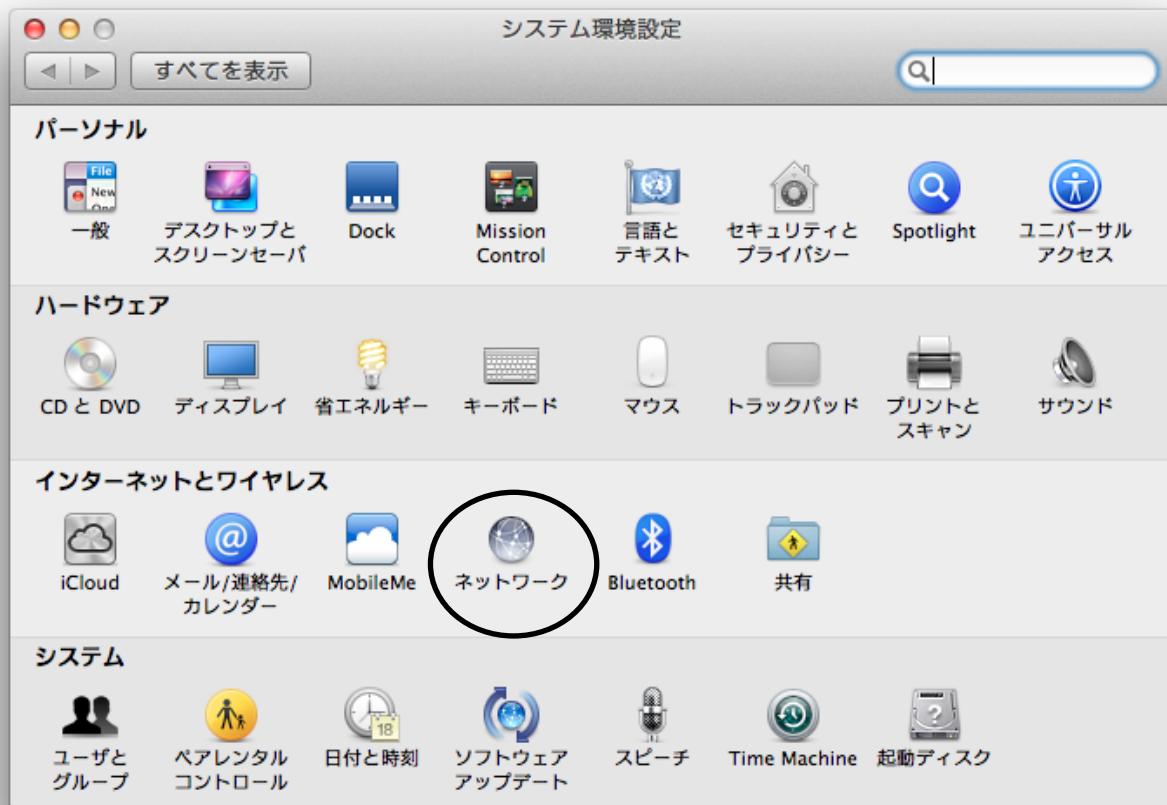 システム環境設定
すべてを表示
パーソナル
File
New
One
一般
デスクトップと
スクリーンセーバ
Dock
Mission
Control
言語と
テキスト
セキュリティと
プライバシー
Spotlight
ユニバーサル
アクセス
ハードウェア
CD と DVD
ディスプレイ
省エネルギー
キーボード
マウス
トラックパッド
プリントと
スキャン
サウンド
インターネットとワイヤレス
iCloud
@
メール/連絡先/
カレンダー
MobileMe
ネットワーク
Bluetooth
共有
システム
ユーザと
グループ
ペアレンタル
コントロール
18
日付と時刻
ソフトウェア
アップデート
スピーチ
Time Machine
?
起動ディスク